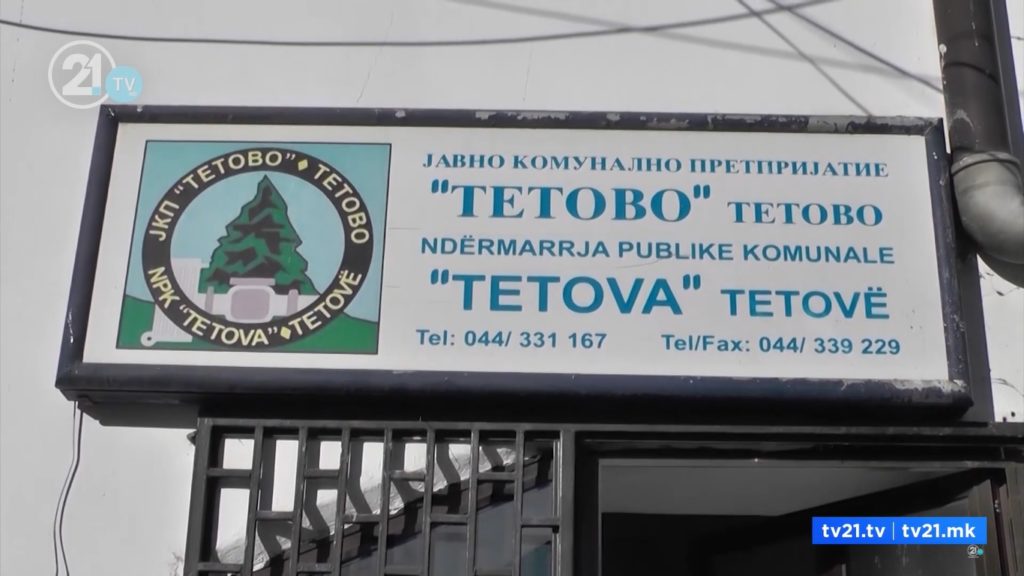 21 TV
ЈАВНО КОМУНАЛНО ПРЕТПРИЈАТИЕ
"ТЕТОВО" ТЕТОВО
NDËRMARRJA PUBLIKE KOMUNALE
"TETOVA" TETOVË
Tel: 044/ 331 167 Tel/Fax: 044/ 339 229
ЈКП "ТЕТОВО" ТЕТОВО
NPK "TETOVA" TETOVË
tv21.tv | tv21.mk
21